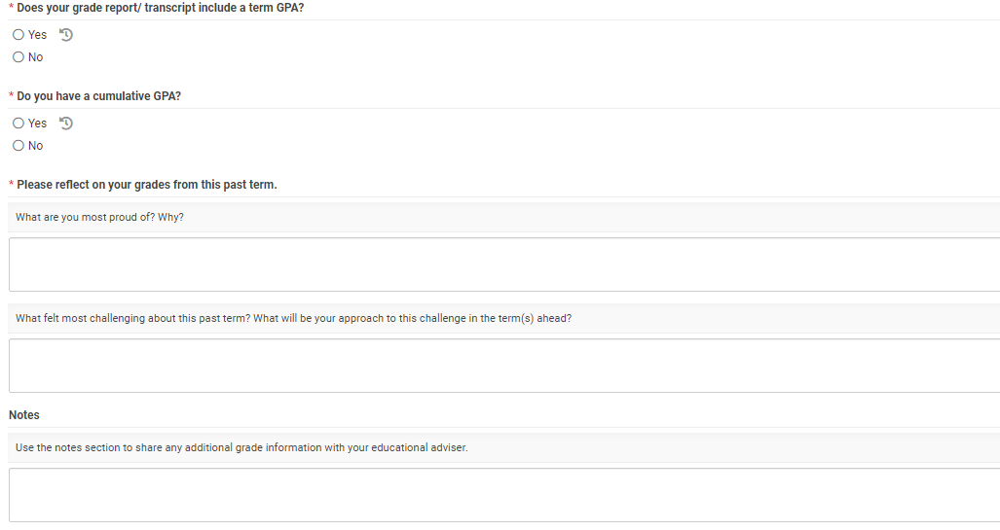 * Does your grade report/ transcript include a term GPA?
Yes
No
* Do you have a cumulative GPA?
Yes
No
* Please reflect on your grades from this past term.
What are you most proud of? Why?
What felt most challenging about this past term? What will be your approach to this challenge in the term(s) ahead?
Notes
Use the notes section to share any additional grade information with your educational adviser.